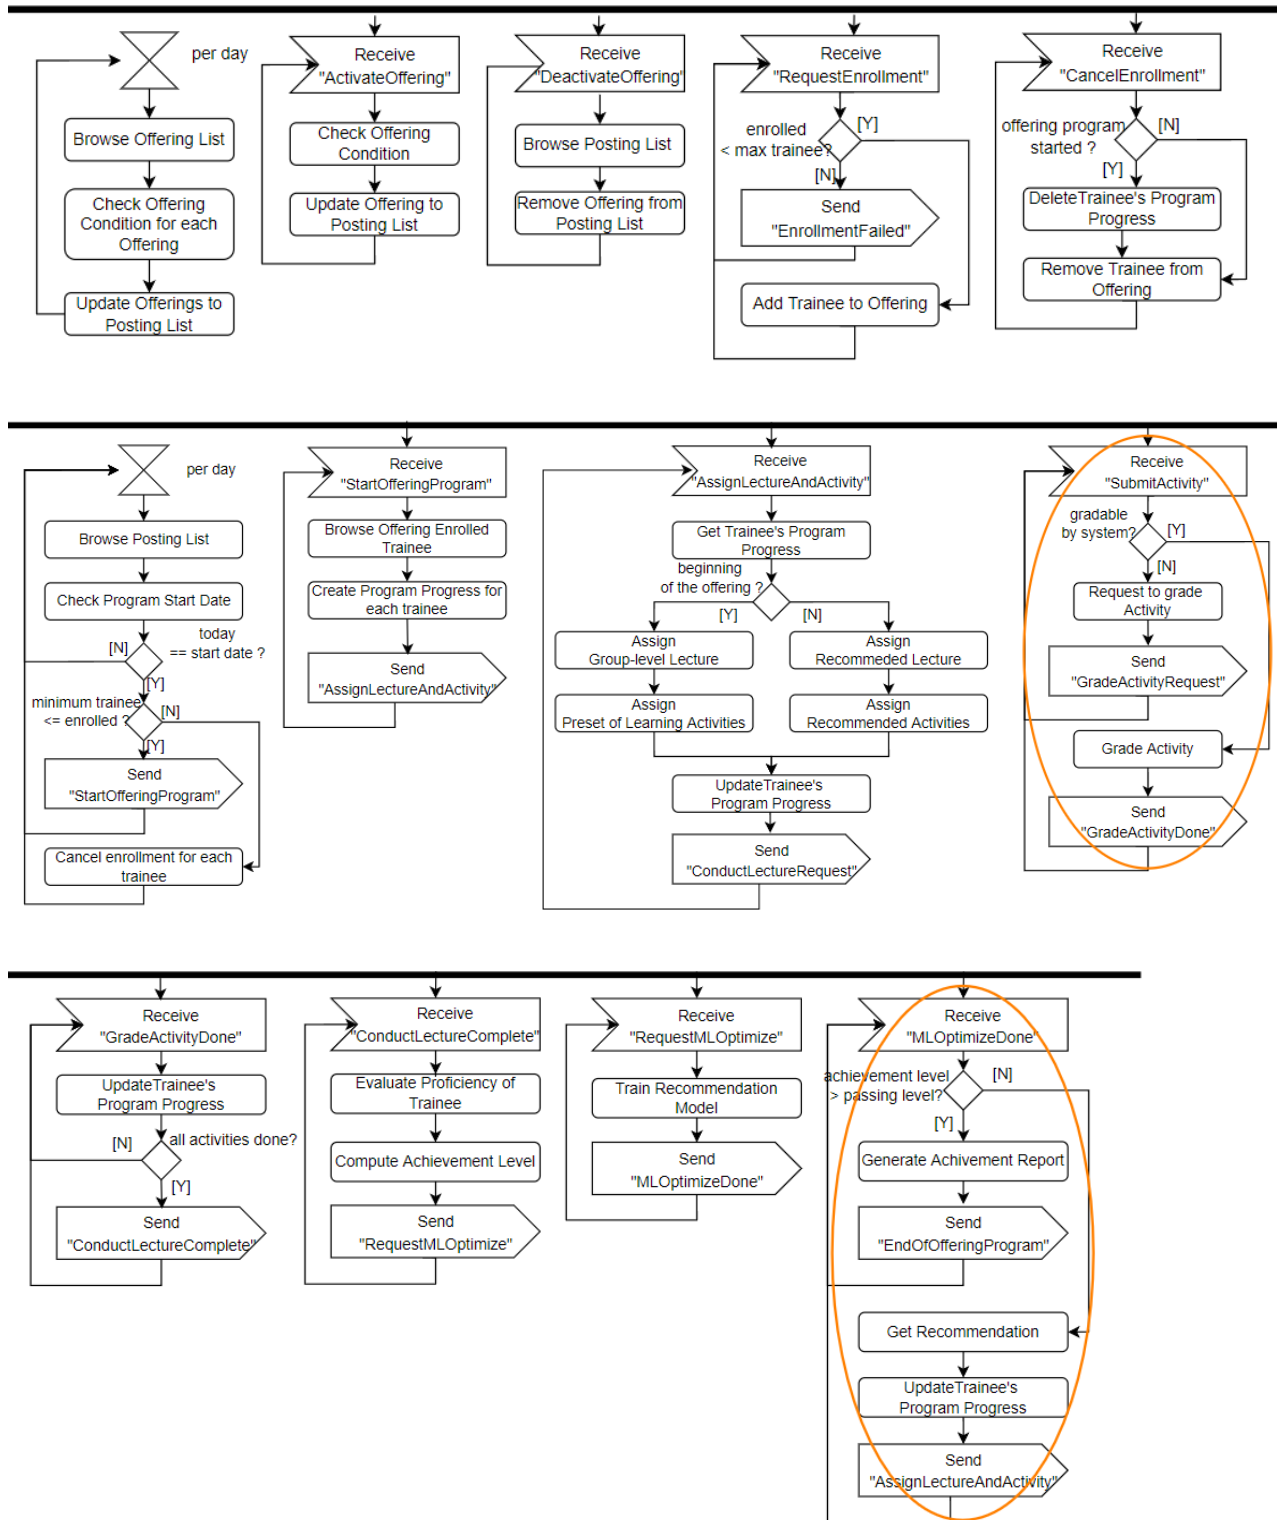 per day
Browse Offering List
Check Offering
Condition for each
Offering
Update Offerings to
Posting List
Receive
"ActivateOffering"
Check Offering
Condition
Update Offering to
Posting List
Receive
"DeactivateOffering"
Browse Posting List
Remove Offering from
Posting List
Receive
"RequestEnrollment"
enrolled
< max trainee?
[Y]
[N]
Send
"EnrollmentFailed"
Add Trainee to Offering
Receive
"CancelEnrollment"
offering program
started ?
[N]
[Y]
DeleteTrainee's Program
Progress
Remove Trainee from
Offering
per day
Browse Posting List
Check Program Start Date
[N]
today
== start date ?
[Y]
minimum trainee
<= enrolled ?
[N]
[Y]
Send
"StartOfferingProgram"
Cancel enrollment for each
trainee
Receive
"StartOfferingProgram"
Browse Offering Enrolled
Trainee
Create Program Progress for
each trainee
Send
"AssignLectureAndActivity"
Receive
"AssignLectureAndActivity"
Get Trainee's Program
Progress
beginning
of the offering ?
[Y]
[N]
Assign
Group-level Lecture
Assign
Preset of Learning Activities
Assign
Recommeded Lecture
Assign
Recommended Activities
UpdateTrainee's
Program Progress
Send
"ConductLectureRequest"
Receive
"SubmitActivity"
gradable
by system?
[Y]
[N]
Request to grade
Activity
Send
"GradeActivityRequest"
Grade Activity
Send
"GradeActivityDone"
Receive
"GradeActivityDone"
UpdateTrainee's
Program Progress
[N]
all activities done?
[Y]
Send
"ConductLectureComplete"
Receive
"ConductLectureComplete"
Evaluate Proficiency of
Trainee
Compute Achievement Level
Send
"RequestMLOptimize"
Receive
"RequestMLOptimize"
Train Recommendation
Model
Send
"MLOptimizeDone"
Receive
"MLOptimizeDone"
achievement level
> passing level?
[N]
[Y]
Generate Achivement Report
Send
"EndOfOfferingProgram"
Get Recommendation
UpdateTrainee's
Program Progress
Send
"AssignLectureAndActivity"